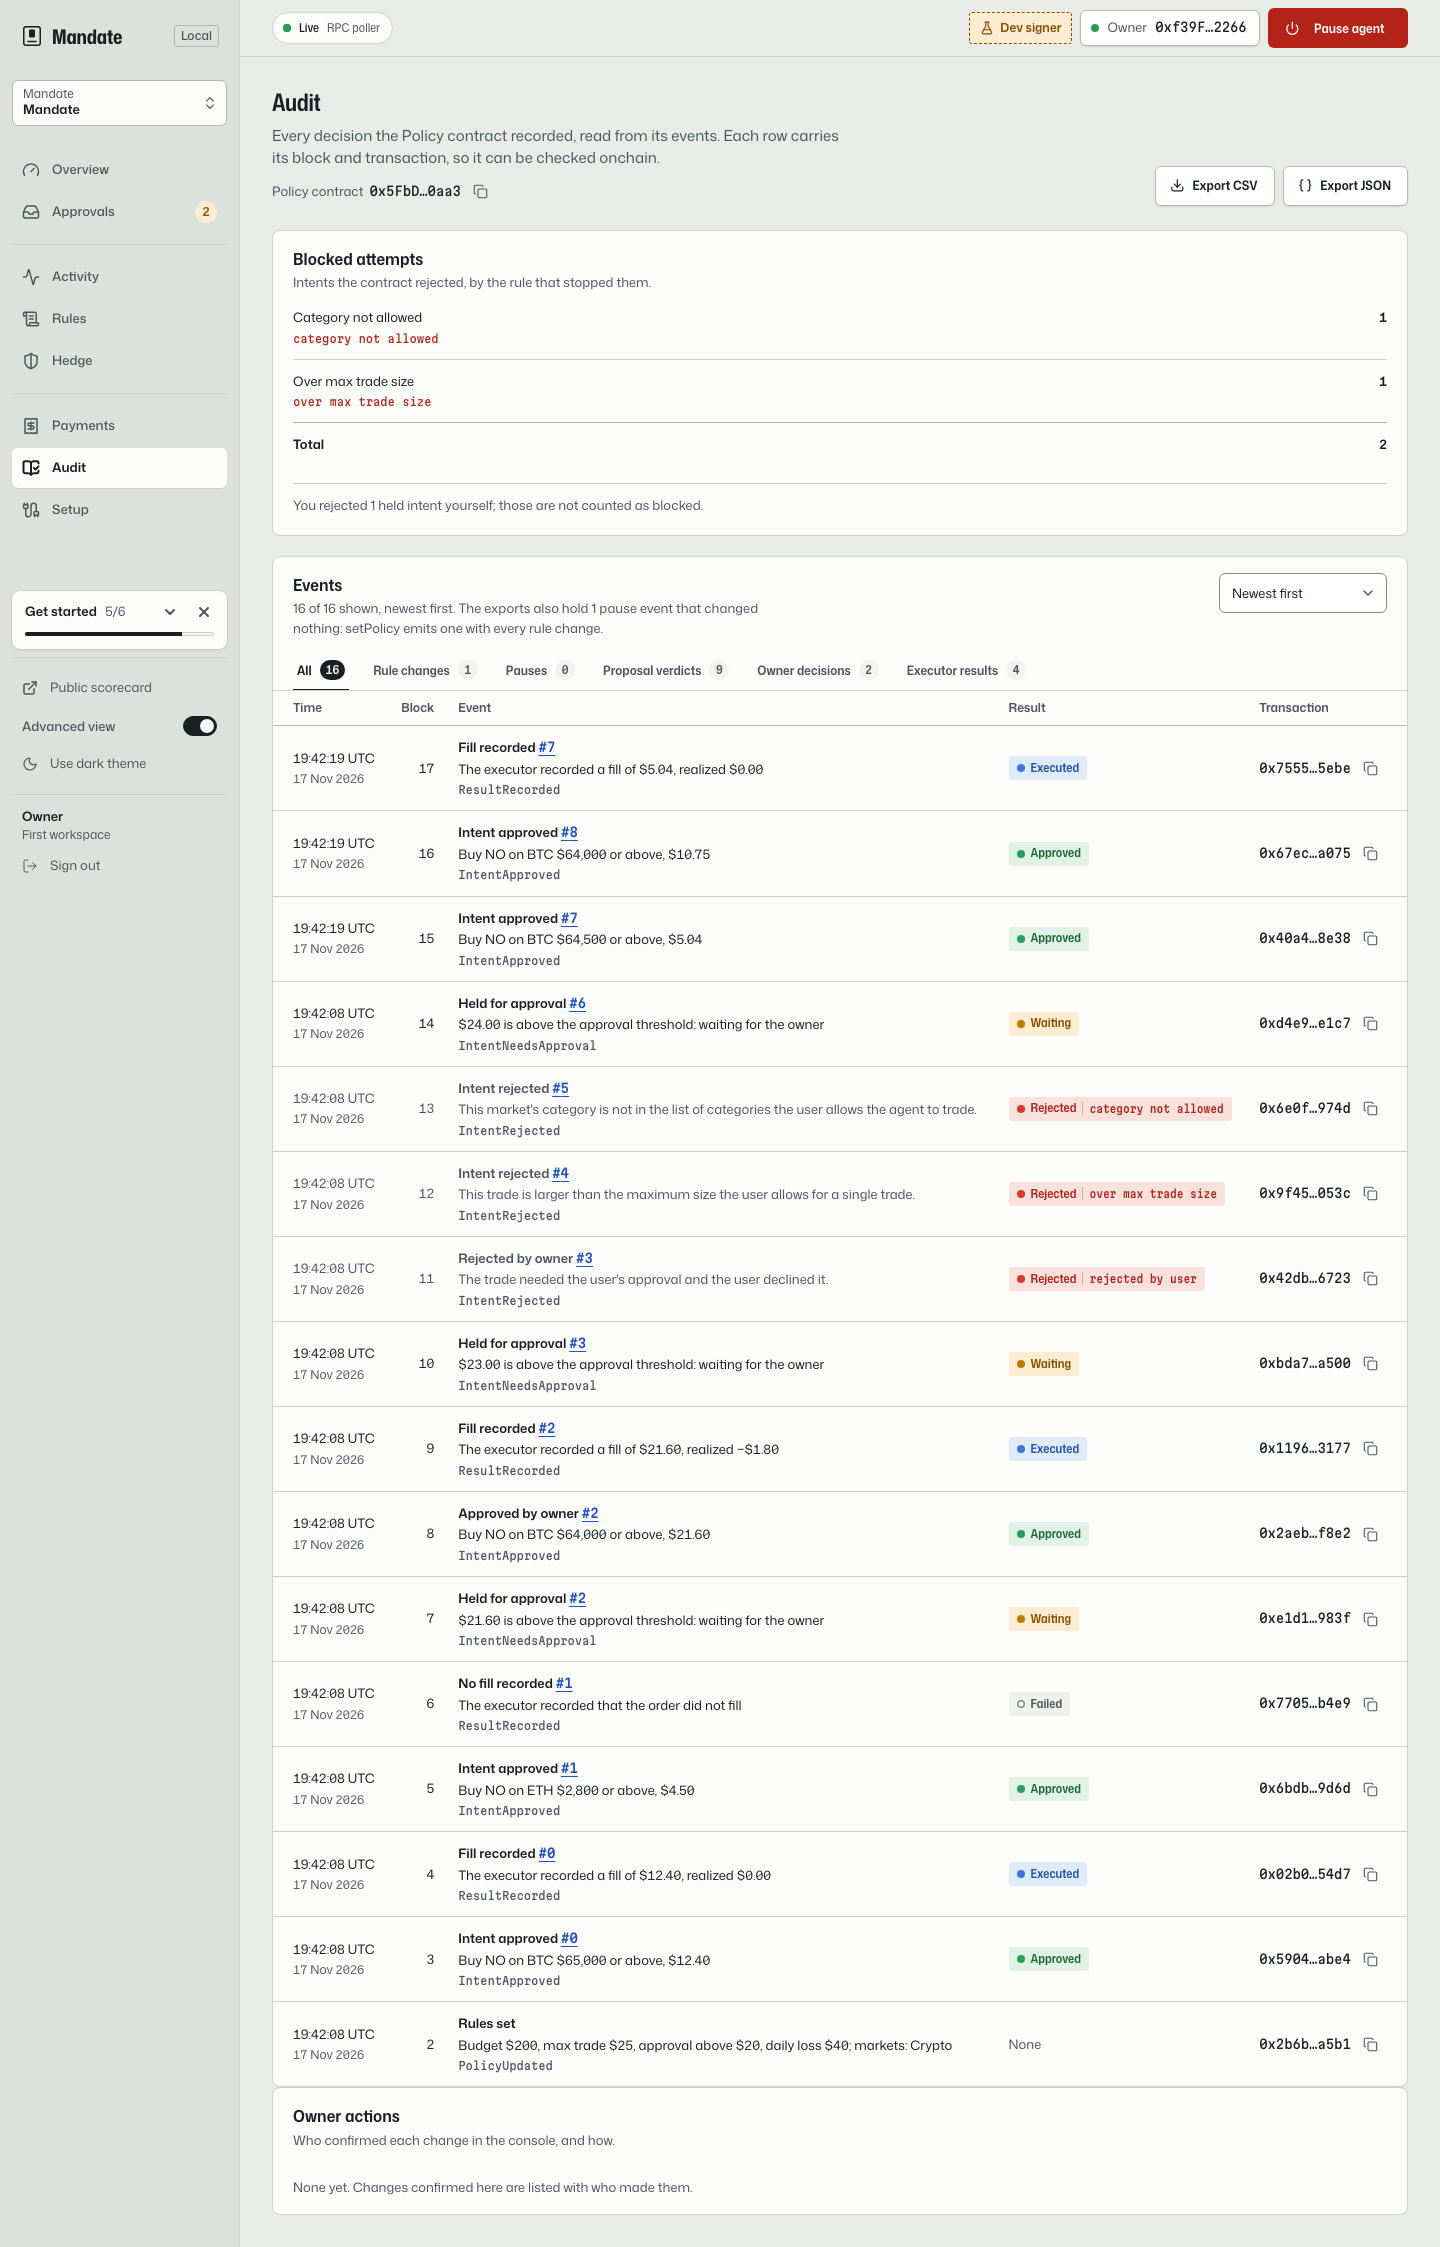 Mandate
Local
Mandate
Mandate
Overview
Approvals 2
Activity
Rules
Hedge
Payments
Audit
Setup
Get started 5/6
Public scorecard
Advanced view
Use dark theme
Owner
First workspace
Sign out
Live RPC poller
Dev signer
Owner 0xf39F…2266
Pause agent
Audit
Every decision the Policy contract recorded, read from its events. Each row carries
its block and transaction, so it can be checked onchain.
Policy contract 0x5FbD…0aa3
Export CSV
Export JSON
Blocked attempts
Intents the contract rejected, by the rule that stopped them.
Category not allowed 1
category not allowed
Over max trade size 1
over max trade size
Total 2
You rejected 1 held intent yourself; those are not counted as blocked.
Events
16 of 16 shown, newest first. The exports also hold 1 pause event that changed
nothing: setPolicy emits one with every rule change.
Newest first
All 16 Rule changes 1 Pauses 0 Proposal verdicts 9 Owner decisions 2 Executor results 4
Time Block Event Result Transaction
19:42:19 UTC
17 Nov 2026
17
Fill recorded #7
The executor recorded a fill of $5.04, realized $0.00
ResultRecorded
Executed
0x7555…5ebe
19:42:19 UTC
17 Nov 2026
16
Intent approved #8
Buy NO on BTC $64,000 or above, $10.75
IntentApproved
Approved
0x67ec…a075
19:42:19 UTC
17 Nov 2026
15
Intent approved #7
Buy NO on BTC $64,500 or above, $5.04
IntentApproved
Approved
0x40a4…8e38
19:42:08 UTC
17 Nov 2026
14
Held for approval #6
$24.00 is above the approval threshold: waiting for the owner
IntentNeedsApproval
Waiting
0xd4e9…e1c7
19:42:08 UTC
17 Nov 2026
13
Intent rejected #5
This market's category is not in the list of categories the user allows the agent to trade.
IntentRejected
Rejected category not allowed
0x6e0f…974d
19:42:08 UTC
17 Nov 2026
12
Intent rejected #4
This trade is larger than the maximum size the user allows for a single trade.
IntentRejected
Rejected over max trade size
0x9f45…053c
19:42:08 UTC
17 Nov 2026
11
Rejected by owner #3
The trade needed the user's approval and the user declined it.
IntentRejected
Rejected rejected by user
0x42db…6723
19:42:08 UTC
17 Nov 2026
10
Held for approval #3
$23.00 is above the approval threshold: waiting for the owner
IntentNeedsApproval
Waiting
0xbda7…a500
19:42:08 UTC
17 Nov 2026
9
Fill recorded #2
The executor recorded a fill of $21.60, realized −$1.80
ResultRecorded
Executed
0x1196…3177
19:42:08 UTC
17 Nov 2026
8
Approved by owner #2
Buy NO on BTC $64,000 or above, $21.60
IntentApproved
Approved
0x2aeb…f8e2
19:42:08 UTC
17 Nov 2026
7
Held for approval #2
$21.60 is above the approval threshold: waiting for the owner
IntentNeedsApproval
Waiting
0xe1d1…983f
19:42:08 UTC
17 Nov 2026
6
No fill recorded #1
The executor recorded that the order did not fill
ResultRecorded
Failed
0x7705…b4e9
19:42:08 UTC
17 Nov 2026
5
Intent approved #1
Buy NO on ETH $2,800 or above, $4.50
IntentApproved
Approved
0x6bdb…9d6d
19:42:08 UTC
17 Nov 2026
4
Fill recorded #0
The executor recorded a fill of $12.40, realized $0.00
ResultRecorded
Executed
0x02b0…54d7
19:42:08 UTC
17 Nov 2026
3
Intent approved #0
Buy NO on BTC $65,000 or above, $12.40
IntentApproved
Approved
0x5904…abe4
19:42:08 UTC
17 Nov 2026
2
Rules set
Budget $200, max trade $25, approval above $20, daily loss $40; markets: Crypto
PolicyUpdated
None
0x2b6b…a5b1
Owner actions
Who confirmed each change in the console, and how.
None yet. Changes confirmed here are listed with who made them.